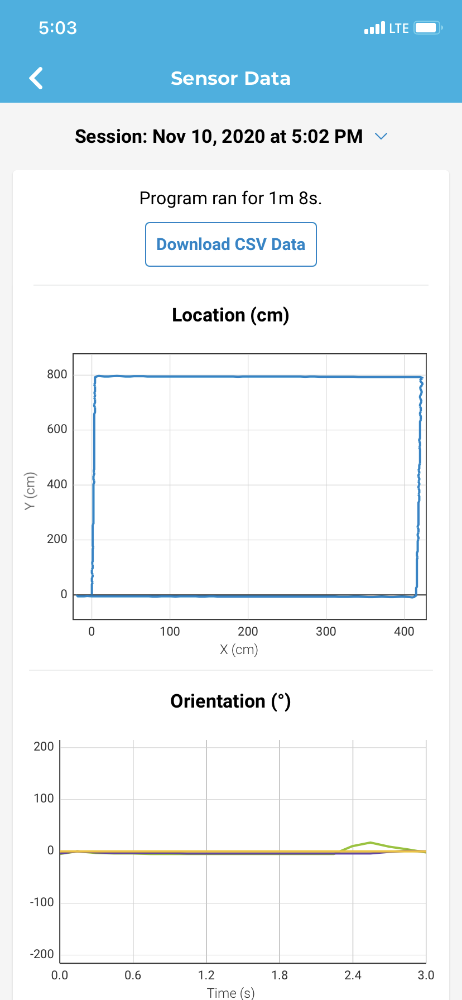 5:03
LTE
Sensor Data
Session: Nov 10, 2020 at 5:02 PM
Program ran for 1m 8s.
Download CSV Data
Location (cm)
800
600
400
200
0
Y (cm)
0 100 200 300 400
X (cm)
Orientation (°)
200
100
0
-100
-200
0.0 0.6 1.2 1.8 2.4 3.0
Time (s)